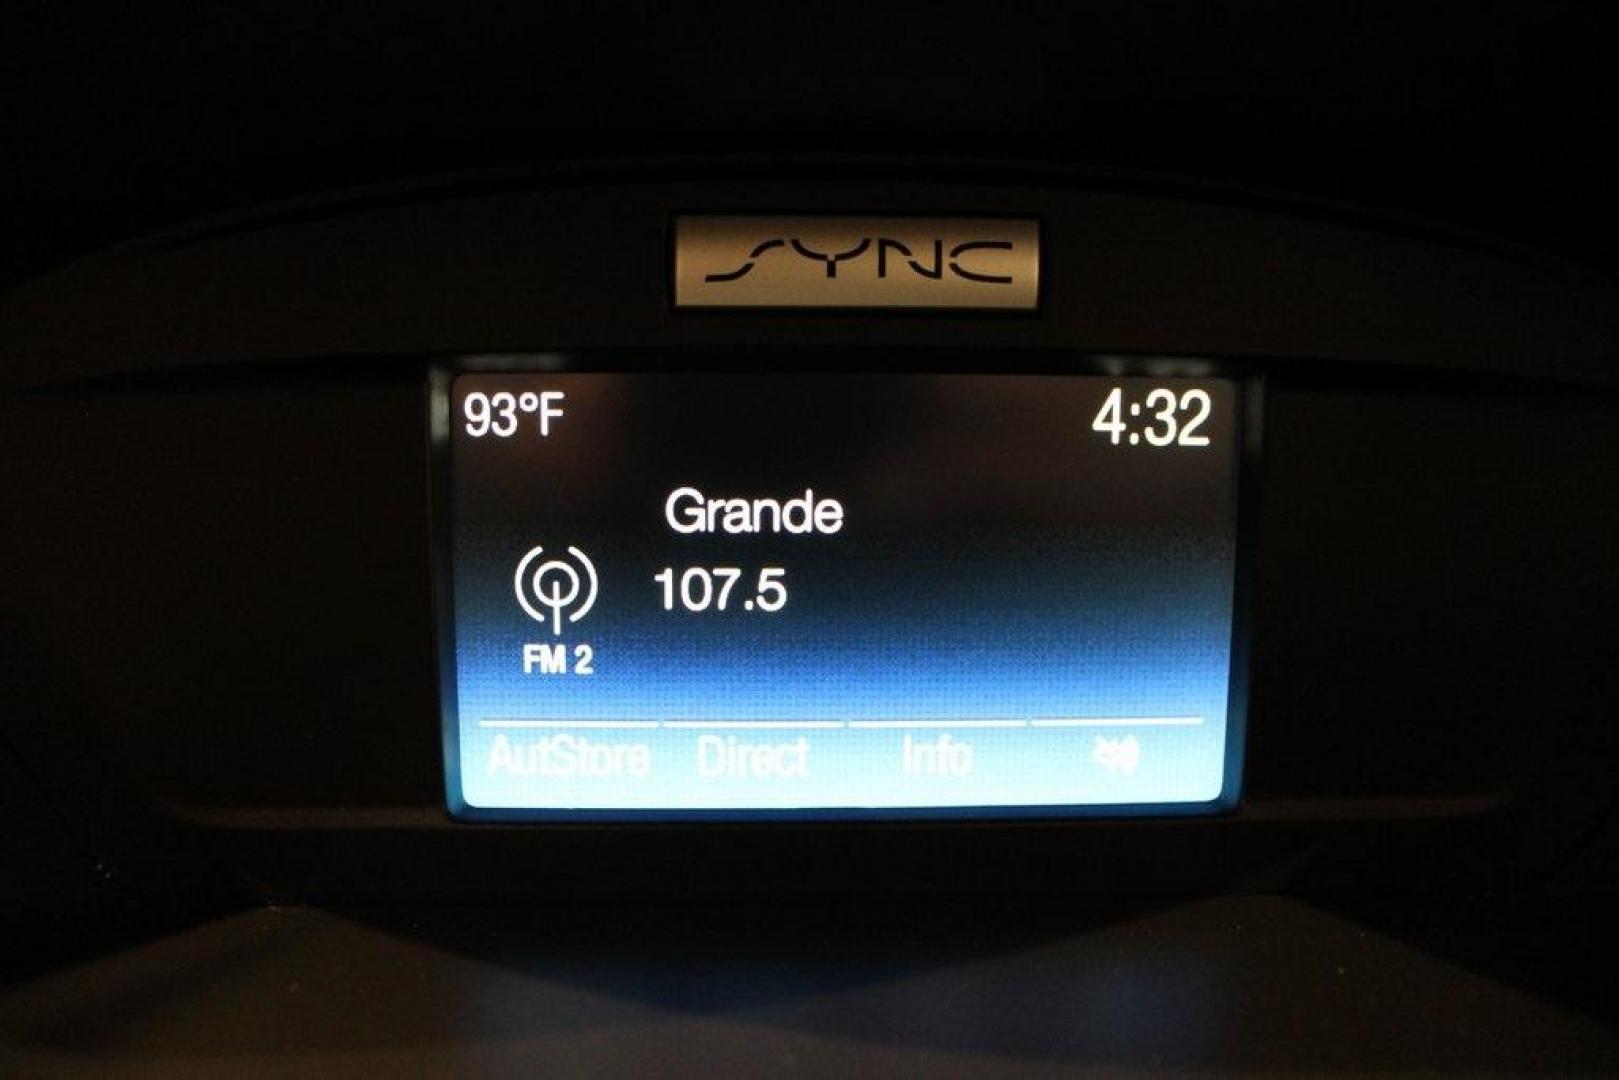 SYNC
93°F 4:32
Grande
107.5
FM 2
AutStore Direct Info